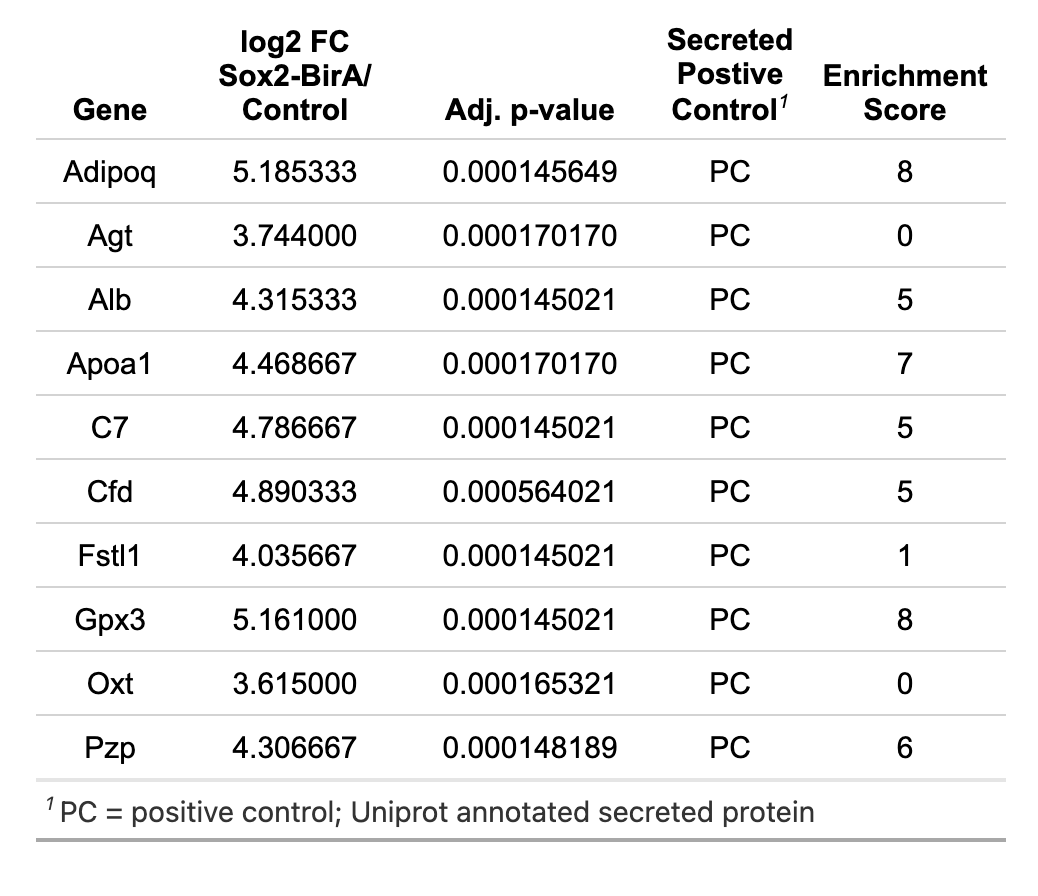 Gene log2 FC Sox2-BirA/ Control Adj. p-value Secreted Postive Control1 Enrichment Score
Adipoq 5.185333 0.000145649 PC 8
Agt 3.744000 0.000170170 PC 0
Alb 4.315333 0.000145021 PC 5
Apoa1 4.468667 0.000170170 PC 7
C7 4.786667 0.000145021 PC 5
Cfd 4.890333 0.000564021 PC 5
Fstl1 4.035667 0.000145021 PC 1
Gpx3 5.161000 0.000145021 PC 8
Oxt 3.615000 0.000165321 PC 0
Pzp 4.306667 0.000148189 PC 6
1 PC = positive control; Uniprot annotated secreted protein